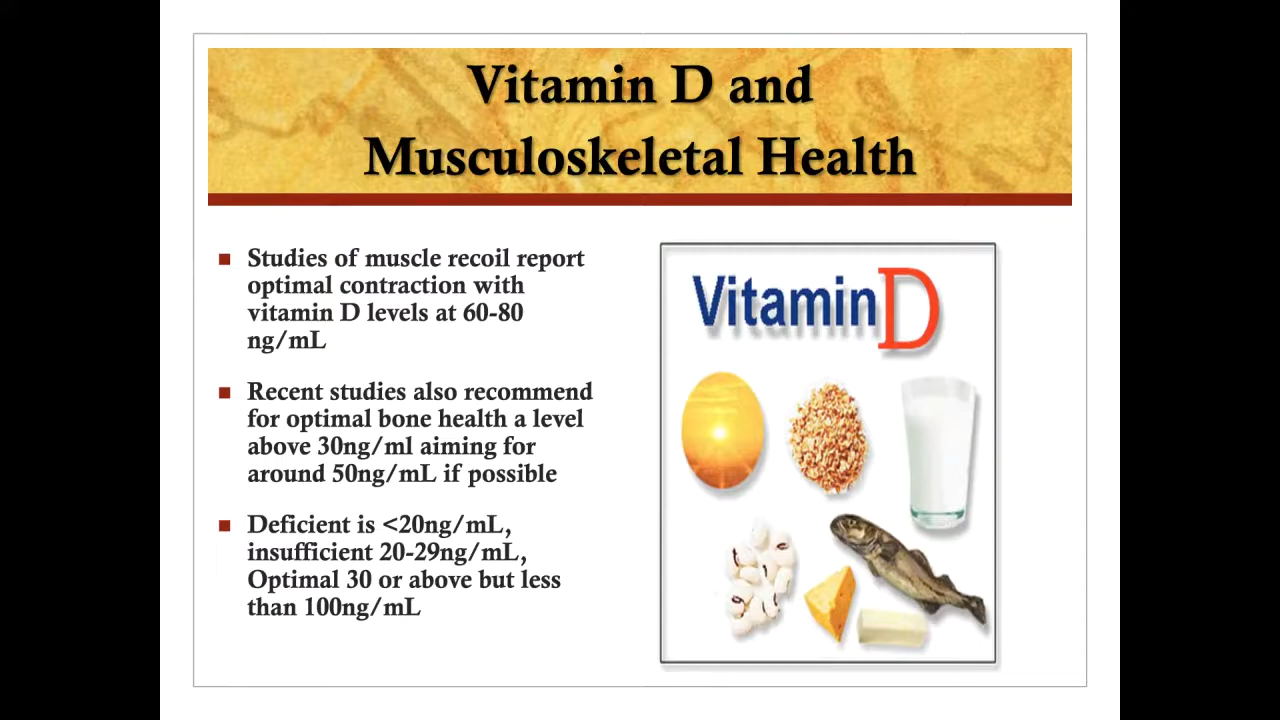 Vitamin D and
Musculoskeletal Health
Studies of muscle recoil report
optimal contraction with
vitamin D levels at 60-80
ng/mL
Recent studies also recommend
for optimal bone health a level
above 30ng/ml aiming for
around 50ng/mL if possible
Deficient is <20ng/mL,
insufficient 20-29ng/mL,
Optimal 30 or above but less
than 100ng/mL
Vitamin D